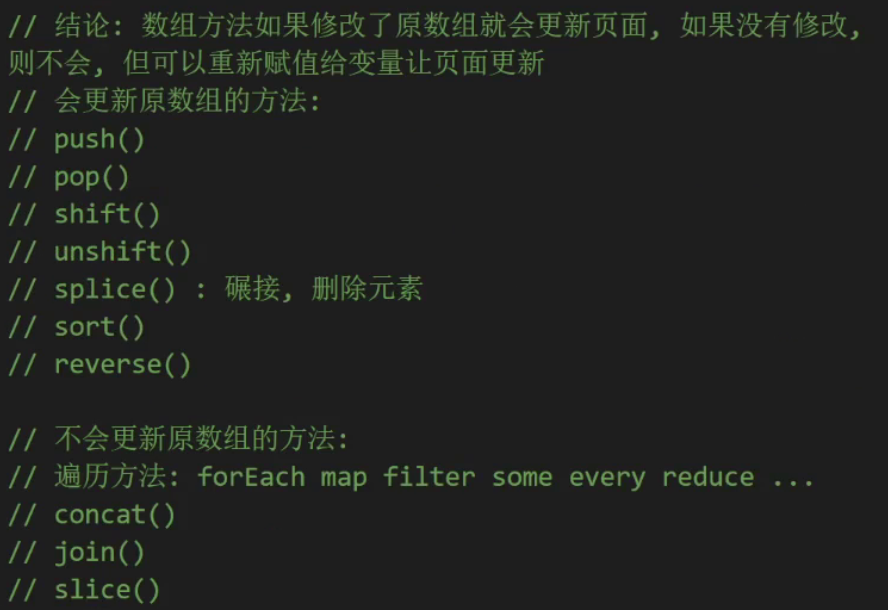 // 结论: 数组方法如果修改了原数组就会更新页面, 如果没有修改,
则不会, 但可以重新赋值给变量让页面更新
// 会更新原数组的方法:
// push()
// pop()
// shift()
// unshift()
// splice() : 碾接, 删除元素
// sort()
// reverse()
// 不会更新原数组的方法:
// 遍历方法: forEach map filter some every reduce ...
// concat()
// join()
// slice()